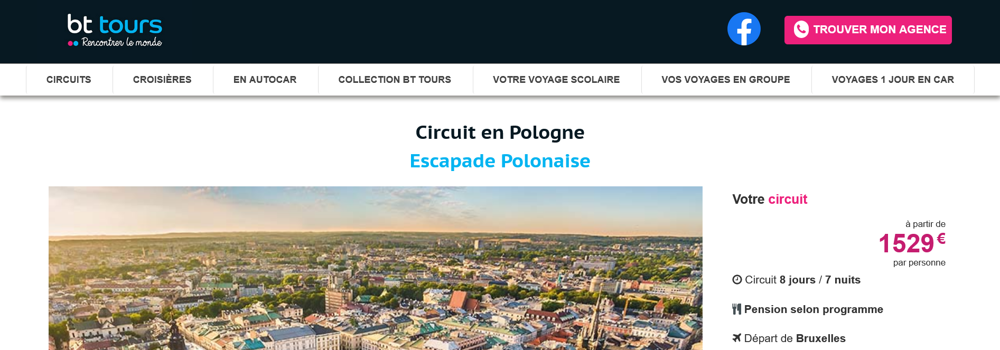 bt tours
Rencontrer le monde
TROUVER MON AGENCE
CIRCUITS
CROISIÈRES
EN AUTOCAR
COLLECTION BT TOURS
VOTRE VOYAGE SCOLAIRE
VOS VOYAGES EN GROUPE
VOYAGES 1 JOUR EN CAR
Circuit en Pologne
Escapade Polonaise
Votre circuit
à partir de
1529 €
par personne
Circuit 8 jours / 7 nuits
Pension selon programme
Départ de Bruxelles